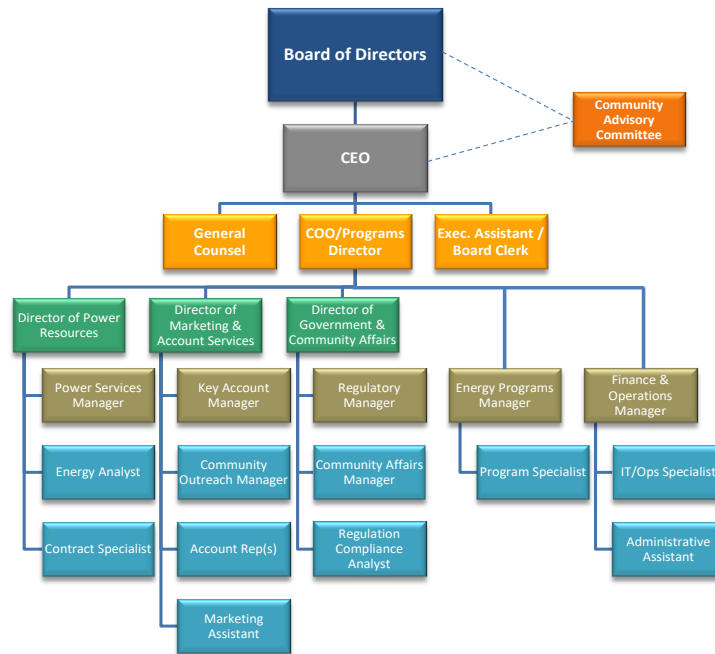 Board of Directors
Community
Advisory
Committee
CEO
General
Counsel
COO/Programs
Director
Exec. Assistant /
Board Clerk
Director of Power
Resources
Director of
Marketing &
Account Services
Director of
Government &
Community Affairs
Power Services
Manager
Key Account
Manager
Regulatory
Manager
Energy Programs
Manager
Finance &
Operations
Manager
Energy Analyst
Community
Outreach Manager
Community Affairs
Manager
Program Specialist
IT/Ops Specialist
Contract Specialist
Account Rep(s)
Regulation
Compliance
Analyst
Administrative
Assistant
Marketing
Assistant